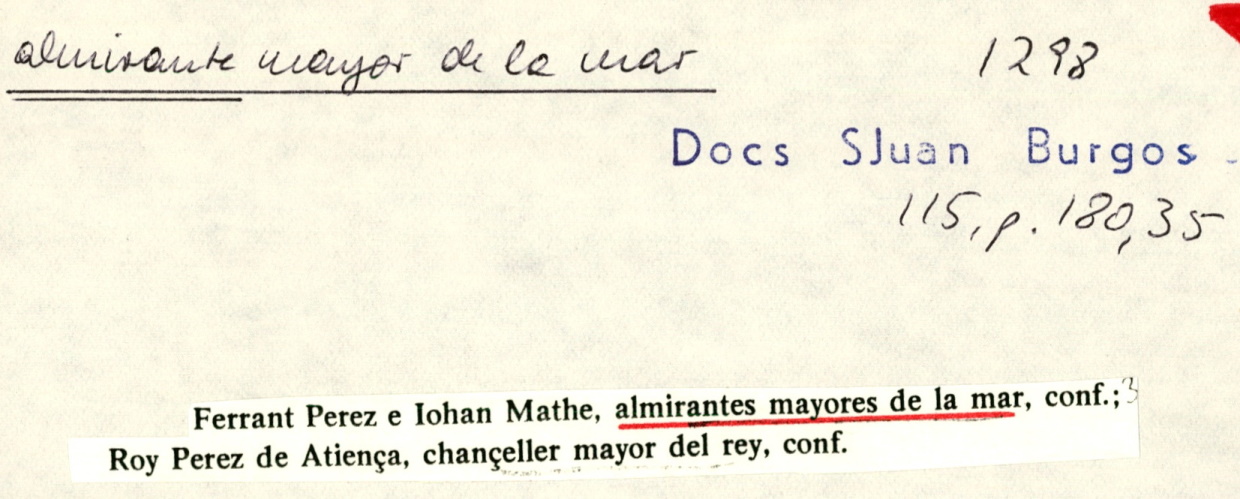 almirante mayor de la mar 1298
Docs SJuan Burgos
115, p. 180,35
Ferrant Perez e Iohan Mathe, almirantes mayores de la mar, conf.; 3
Roy Perez de Atiença, chançeller mayor del rey, conf.